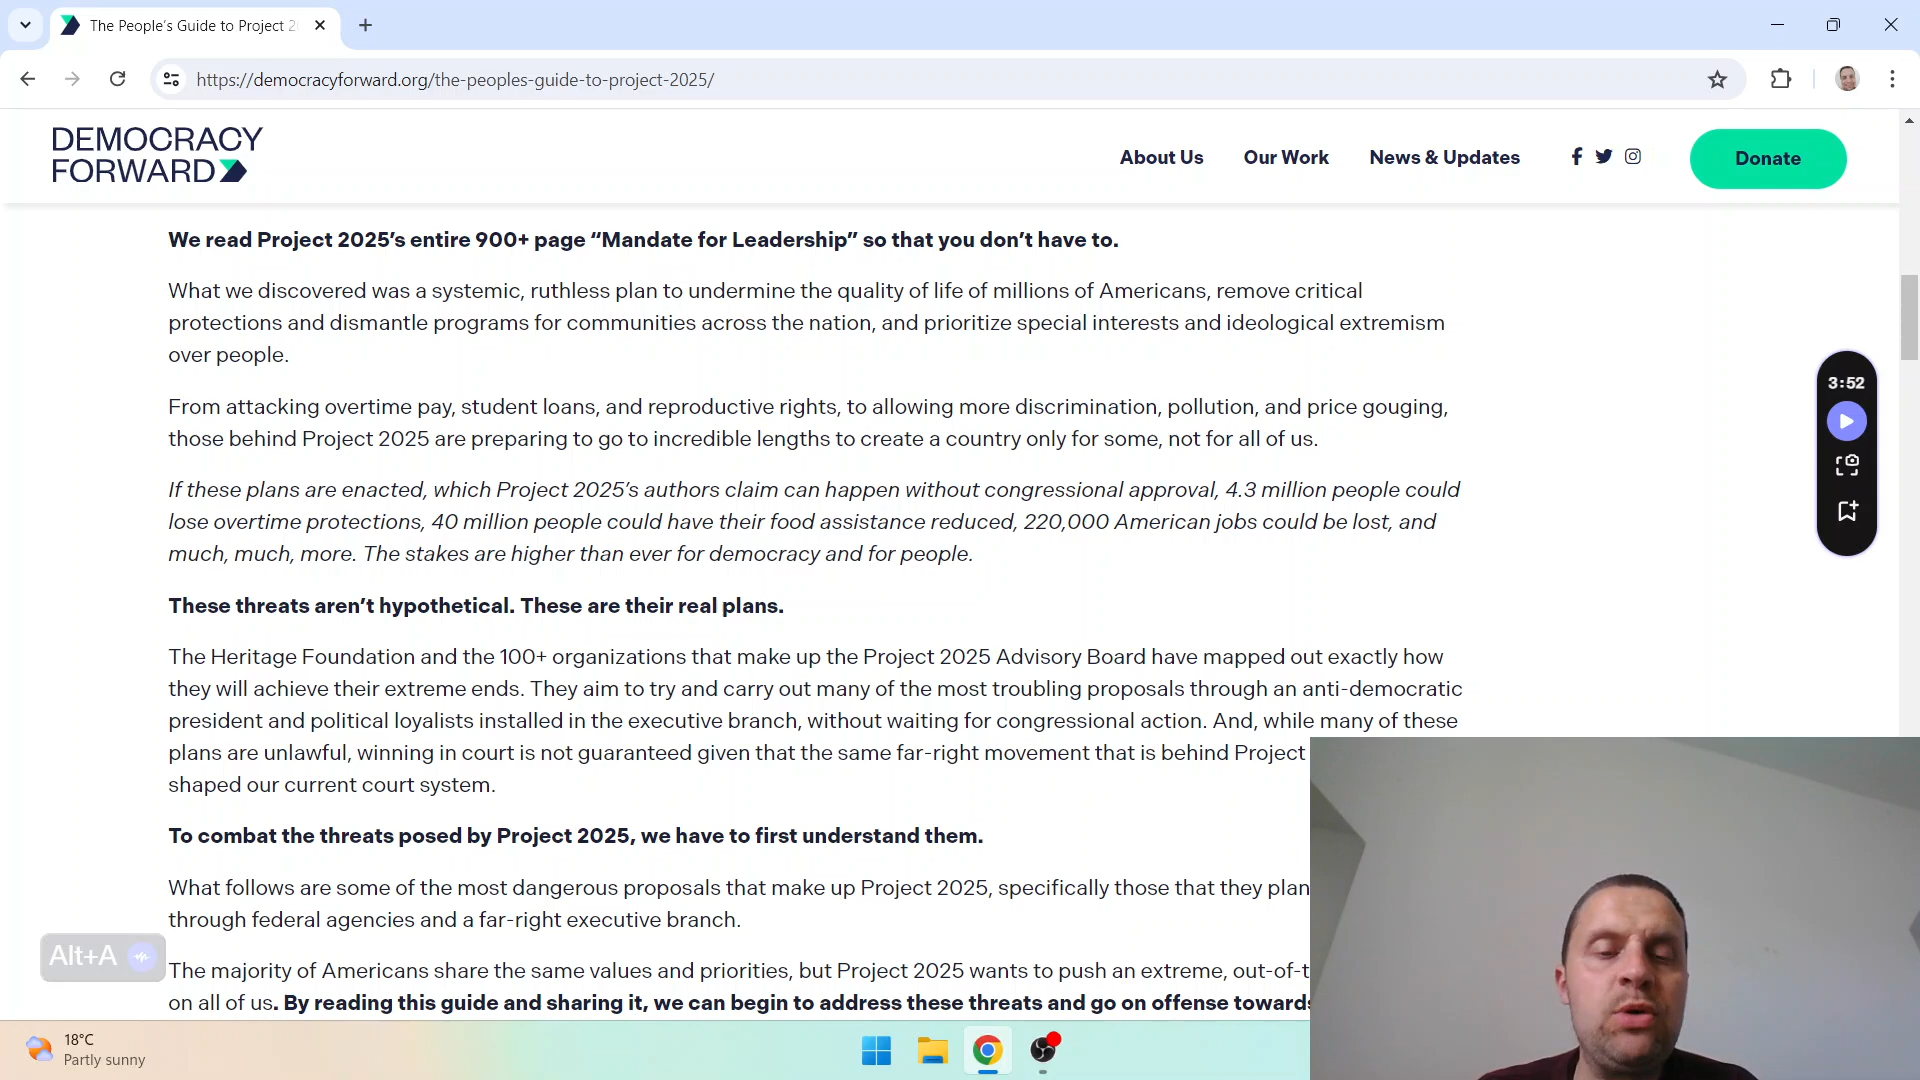 The People's Guide to Project 2
https://democracyforward.org/the-peoples-guide-to-project-2025/
DEMOCRACY
FORWARD
About Us
Our Work
News & Updates
Donate
We read Project 2025's entire 900+ page “Mandate for Leadership” so that you don't have to.
What we discovered was a systemic, ruthless plan to undermine the quality of life of millions of Americans, remove critical
protections and dismantle programs for communities across the nation, and prioritize special interests and ideological extremism
over people.
From attacking overtime pay, student loans, and reproductive rights, to allowing more discrimination, pollution, and price gouging,
those behind Project 2025 are preparing to go to incredible lengths to create a country only for some, not for all of us.
If these plans are enacted, which Project 2025's authors claim can happen without congressional approval, 4.3 million people could
lose overtime protections, 40 million people could have their food assistance reduced, 220,000 American jobs could be lost, and
much, much, more. The stakes are higher than ever for democracy and for people.
These threats aren't hypothetical. These are their real plans.
The Heritage Foundation and the 100+ organizations that make up the Project 2025 Advisory Board have mapped out exactly how
they will achieve their extreme ends. They aim to try and carry out many of the most troubling proposals through an anti-democratic
president and political loyalists installed in the executive branch, without waiting for congressional action. And, while many of these
plans are unlawful, winning in court is not guaranteed given that the same far-right movement that is behind Project
shaped our current court system.
To combat the threats posed by Project 2025, we have to first understand them.
What follows are some of the most dangerous proposals that make up Project 2025, specifically those that they plan
through federal agencies and a far-right executive branch.
The majority of Americans share the same values and priorities, but Project 2025 wants to push an extreme, out-of-t
on all of us. By reading this guide and sharing it, we can begin to address these threats and go on offense towards
3:52
Alt+A
18°C
Partly sunny